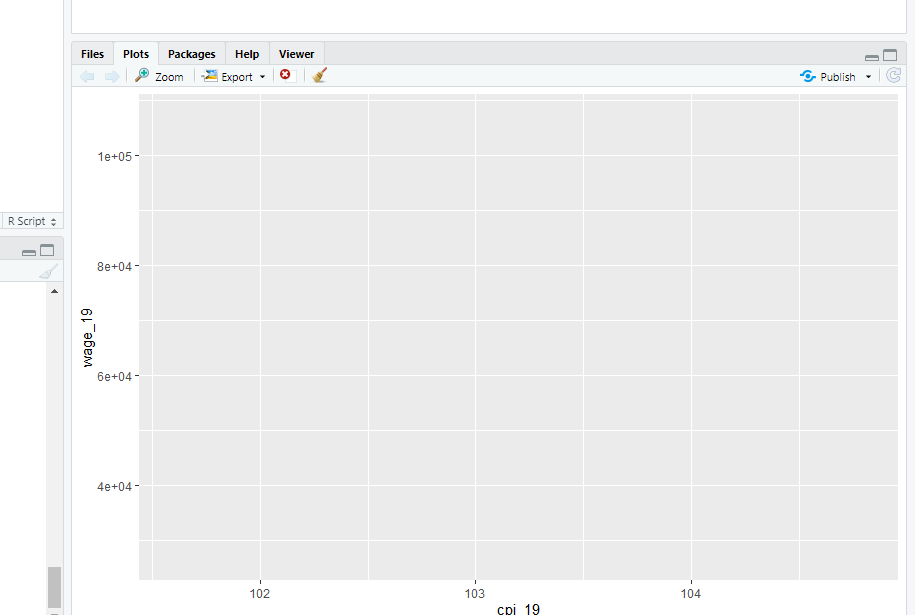 Files Plots Packages Help Viewer
Zoom Export Publish
1e+05
R Script
8e+04
wage_19
6e+04
4e+04
102 103 104
cpi_19